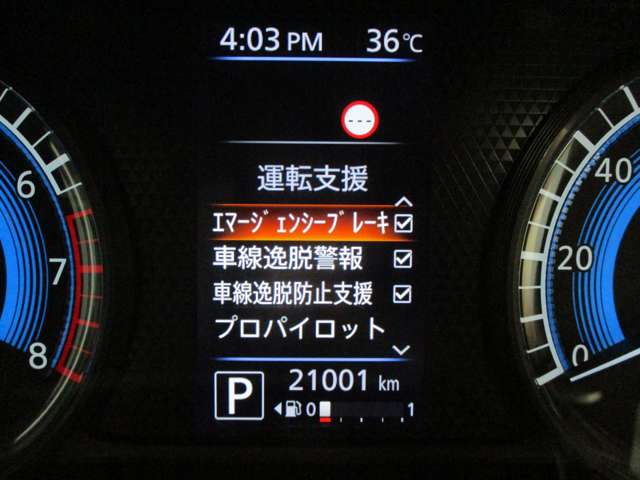 4:03 PM 36℃
---
運転支援
ｴﾏｰｼﾞｪﾝｼｰﾌﾞﾚｰｷ
車線逸脱警報
車線逸脱防止支援
プロパイロット
P 21001 km
0 1
6
7
8
40
20
0